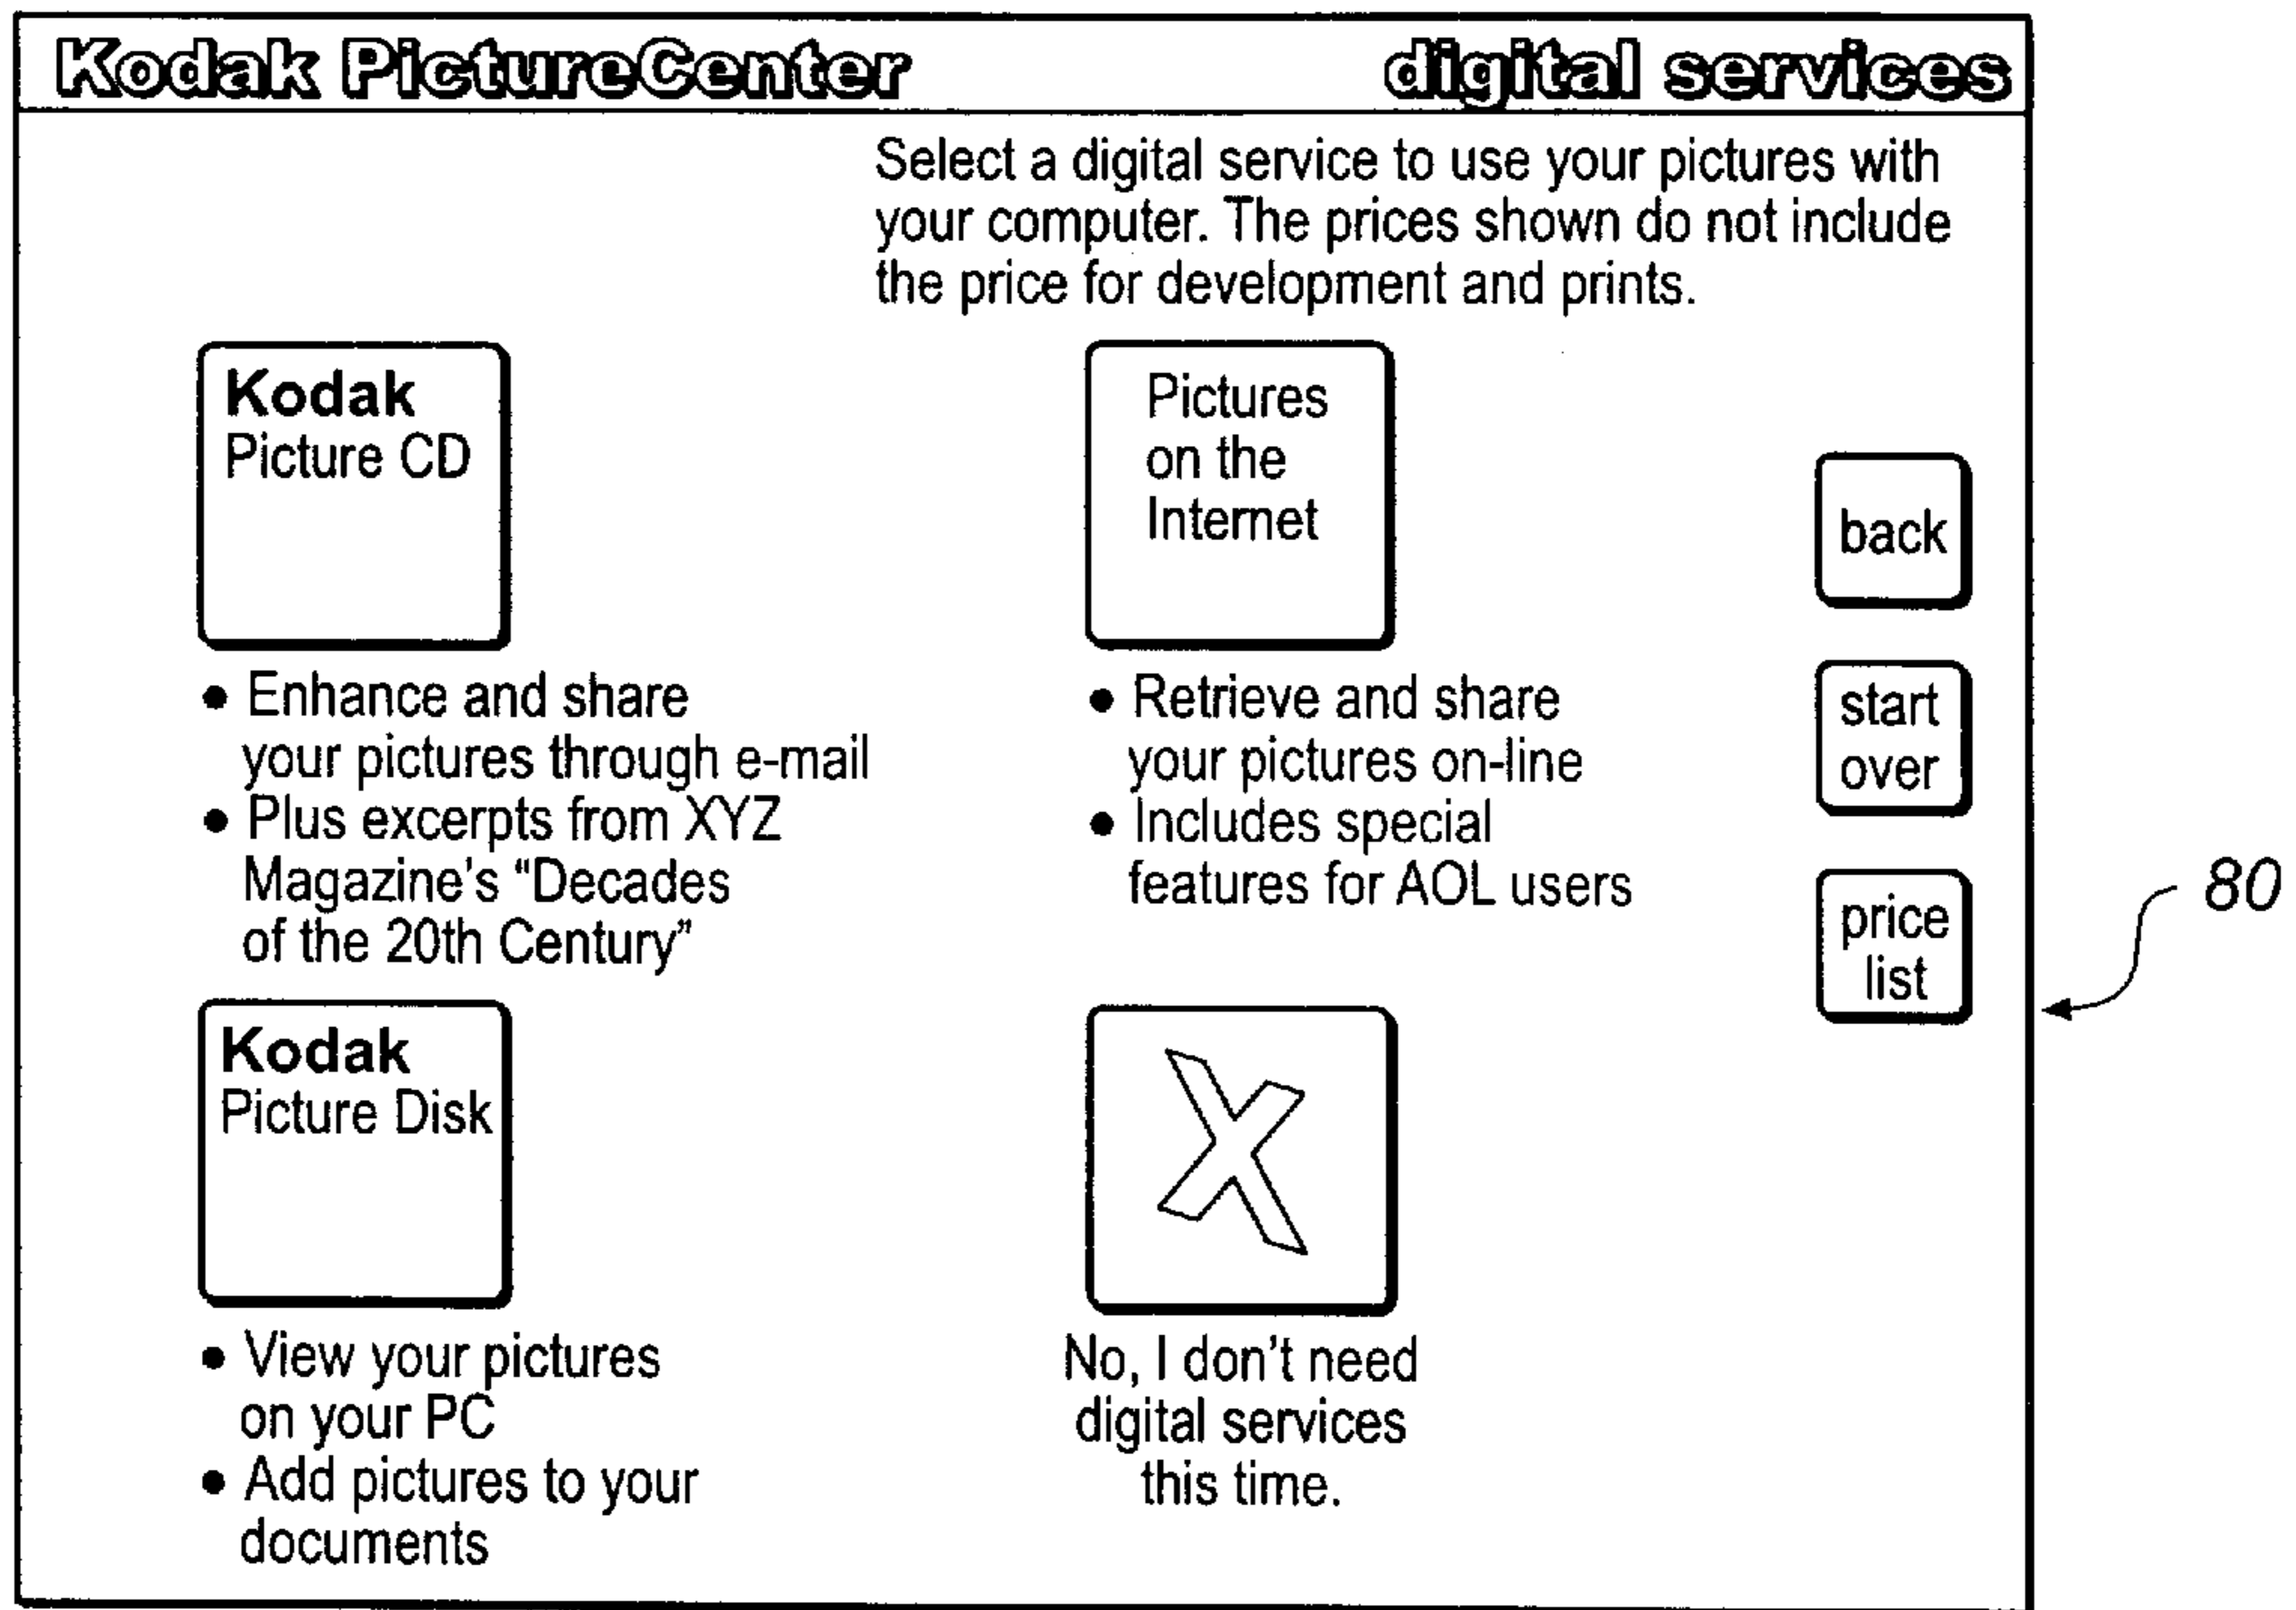 Kodak PictureCenter
digital services
Select a digital service to use your pictures with
your computer. The prices shown do not include
the price for development and prints.
Kodak
Picture CD
• Enhance and share
your pictures through e-mail
• Plus excerpts from XYZ
Magazine's "Decades
of the 20th Century"
Pictures
on the
Internet
• Retrieve and share
your pictures on-line
• Includes special
features for AOL users
back
start
over
price
list
80
Kodak
Picture Disk
• View your pictures
on your PC
• Add pictures to your
documents
X
No, I don't need
digital services
this time.